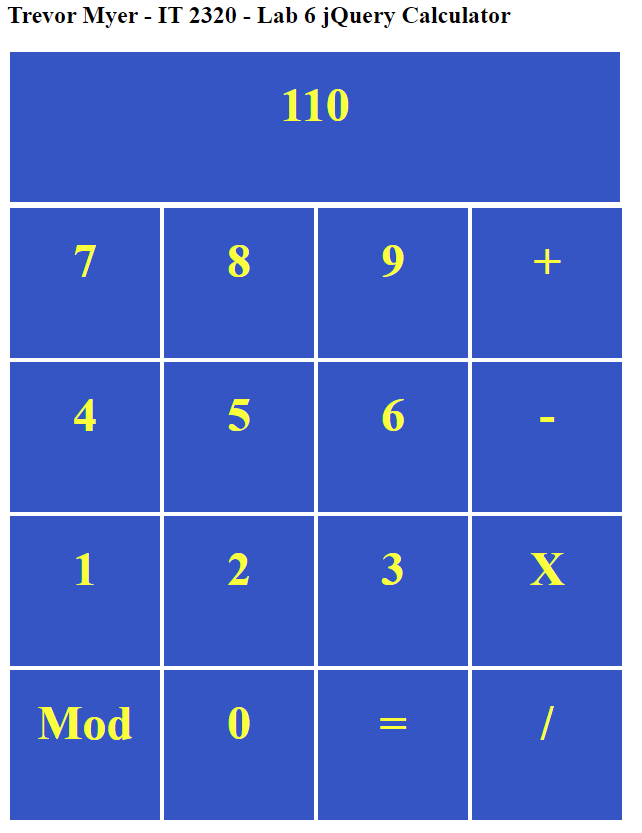 Trevor Myer - IT 2320 - Lab 6 jQuery Calculator
110
7 8 9 +
4 5 6 -
1 2 3 X
Mod 0 = /